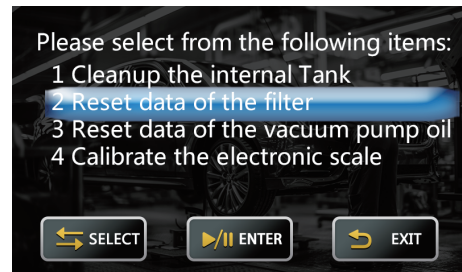 Please select from the following items:
1 Cleanup the internal Tank
2 Reset data of the filter
3 Reset data of the vacuum pump oil
4 Calibrate the electronic scale
SELECT
ENTER
EXIT